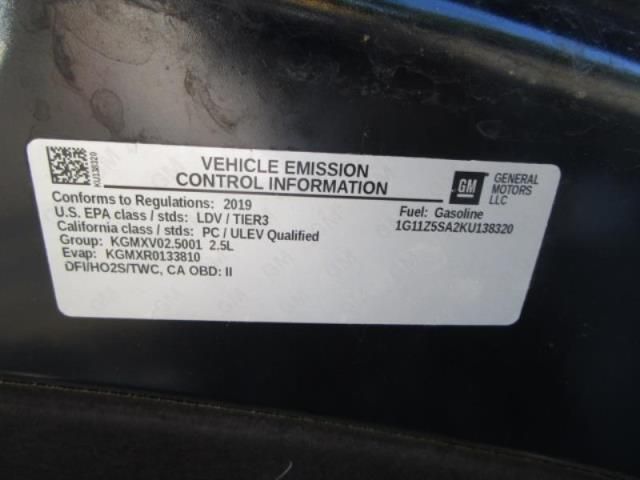 KU138320
VEHICLE EMISSION
CONTROL INFORMATION
GM
GENERAL
MOTORS
LLC
Conforms to Regulations: 2019
U.S. EPA class / stds: LDV / TIER3
California class / stds: PC / ULEV Qualified
Group: KGMXV02.5001 2.5L
Evap: KGMXR0133810
DFI/HO2S/TWC, CA OBD: II
Fuel: Gasoline
1G11Z5SA2KU138320